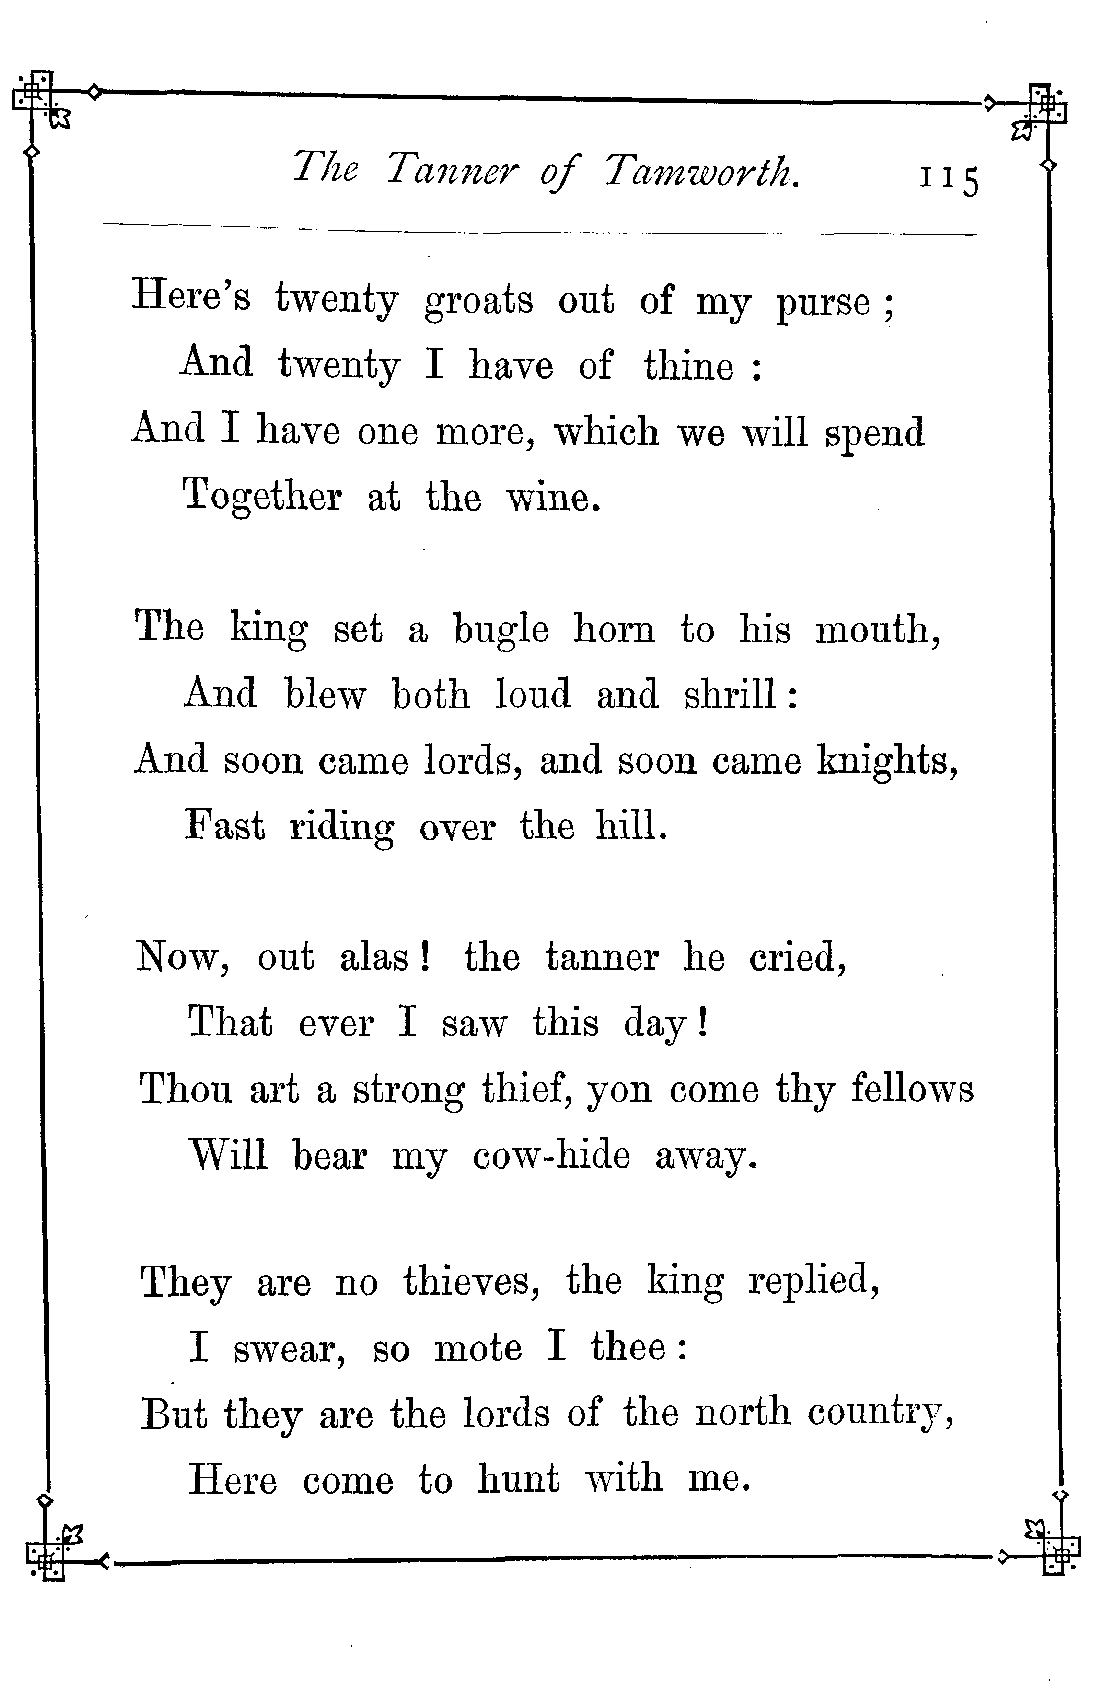 The Tanner of Tamworth. 115
Here's twenty groats out of my purse ;
And twenty I have of thine :
And I have one more, which we will spend
Together at the wine.
The king set a bugle horn to his mouth,
And blew both loud and shrill :
And soon came lords, and soon came knights,
Fast riding over the hill.
Now, out alas ! the tanner he cried,
That ever I saw this day !
Thou art a strong thief, yon come thy fellows
Will bear my cow-hide away.
They are no thieves, the king replied,
I swear, so mote I thee :
But they are the lords of the north country,
Here come to hunt with me.